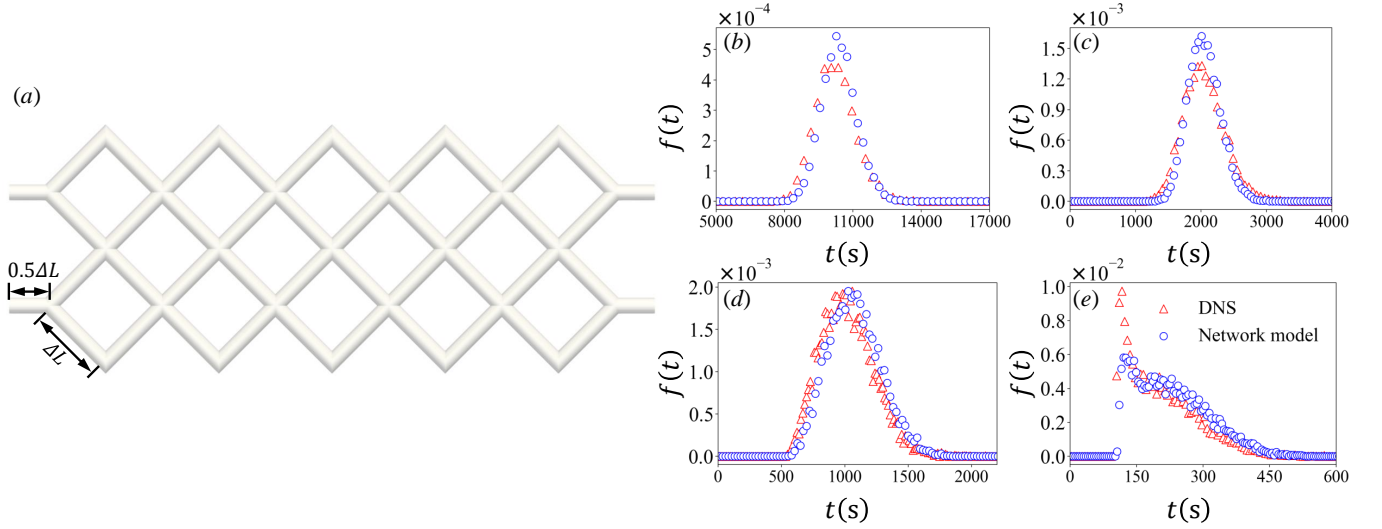 (a)
0.5ΔL
ΔL
×10⁻⁴
(b)
f(t)
5
4
3
2
1
0
5000 8000 11000 14000 17000
t(s)
×10⁻³
(c)
f(t)
1.5
1.2
0.9
0.6
0.3
0.0
0 1000 2000 3000 4000
t(s)
×10⁻³
(d)
f(t)
2.0
1.5
1.0
0.5
0.0
0 500 1000 1500 2000
t(s)
×10⁻²
(e)
DNS
Network model
f(t)
1.0
0.8
0.6
0.4
0.2
0.0
0 150 300 450 600
t(s)